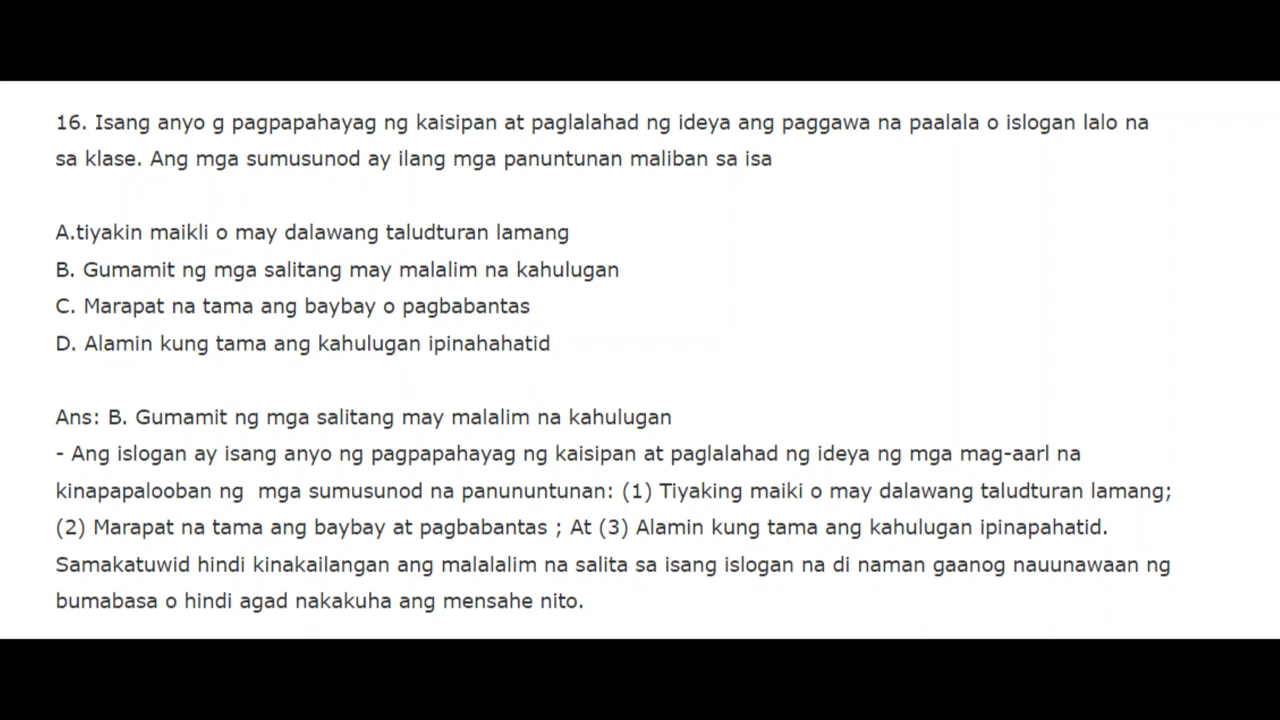 16. Isang anyo g pagpapahayag ng kaisipan at paglalahad ng ideya ang paggawa na paalala o islogan lalo na
sa klase. Ang mga sumusunod ay ilang mga panuntunan maliban sa isa
A.tiyakin maikli o may dalawang taludturan lamang
B. Gumamit ng mga salitang may malalim na kahulugan
C. Marapat na tama ang baybay o pagbabantas
D. Alamin kung tama ang kahulugan ipinahahatid
Ans: B. Gumamit ng mga salitang may malalim na kahulugan
- Ang islogan ay isang anyo ng pagpapahayag ng kaisipan at paglalahad ng ideya ng mga mag-aarl na
kinapapalooban ng  mga sumusunod na panununtunan: (1) Tiyaking maiki o may dalawang taludturan lamang;
(2) Marapat na tama ang baybay at pagbabantas ; At (3) Alamin kung tama ang kahulugan ipinapahatid.
Samakatuwid hindi kinakailangan ang malalalim na salita sa isang islogan na di naman gaanog nauunawaan ng
bumabasa o hindi agad nakakuha ang mensahe nito.